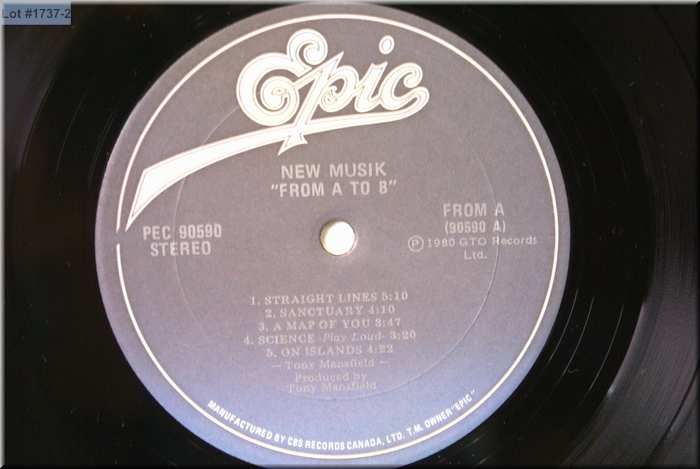 Lot #1737-2
Epic
NEW MUSIK
"FROM A TO B"
PEC 90590
STEREO
FROM A
(90590 A)
Ⓟ 1980 GTO Records
Ltd.
1. STRAIGHT LINES 5:10
2. SANCTUARY 4:10
3. A MAP OF YOU 3:47
4. SCIENCE -Play Loud- 3:20
5. ON ISLANDS 4:22
— Tony Mansfield —
Produced by
Tony Mansfield
MANUFACTURED BY CBS RECORDS CANADA, LTD. T.M. OWNER "EPIC"